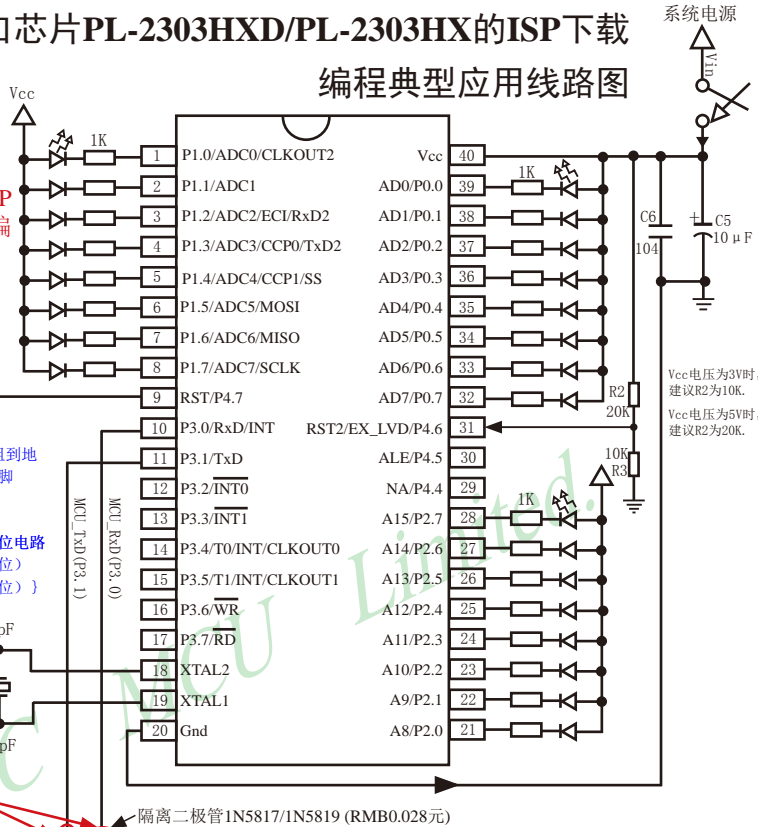 口芯片PL-2303HXD/PL-2303HX的ISP下载
编程典型应用线路图
系统电源
Vin
Vcc
1K
P
编
1 P1.0/ADC0/CLKOUT2
2 P1.1/ADC1
3 P1.2/ADC2/ECI/RxD2
4 P1.3/ADC3/CCP0/TxD2
5 P1.4/ADC4/CCP1/SS
6 P1.5/ADC5/MOSI
7 P1.6/ADC6/MISO
8 P1.7/ADC7/SCLK
9 RST/P4.7
10 P3.0/RxD/INT
11 P3.1/TxD
12 P3.2/INT0
13 P3.3/INT1
14 P3.4/T0/INT/CLKOUT0
15 P3.5/T1/INT/CLKOUT1
16 P3.6/WR
17 P3.7/RD
18 XTAL2
19 XTAL1
20 Gnd
Vcc 40
AD0/P0.0 39
AD1/P0.1 38
AD2/P0.2 37
AD3/P0.3 36
AD4/P0.4 35
AD5/P0.5 34
AD6/P0.6 33
AD7/P0.7 32
RST2/EX_LVD/P4.6 31
ALE/P4.5 30
NA/P4.4 29
A15/P2.7 28
A14/P2.6 27
A13/P2.5 26
A12/P2.4 25
A11/P2.3 24
A10/P2.2 23
A9/P2.1 22
A8/P2.0 21
1K
1K
C6
104
+
C5
10μF
R2
20K
10K
R3
Vcc电压为3V时,
建议R2为10K.
Vcc电压为5V时,
建议R2为20K.
阻到地
脚
位电路
位）
位）}
MCU_TxD(P3.1)
MCU_RxD(P3.0)
pF
pF
C MCU Limited.
隔离二极管1N5817/1N5819 (RMB0.028元)